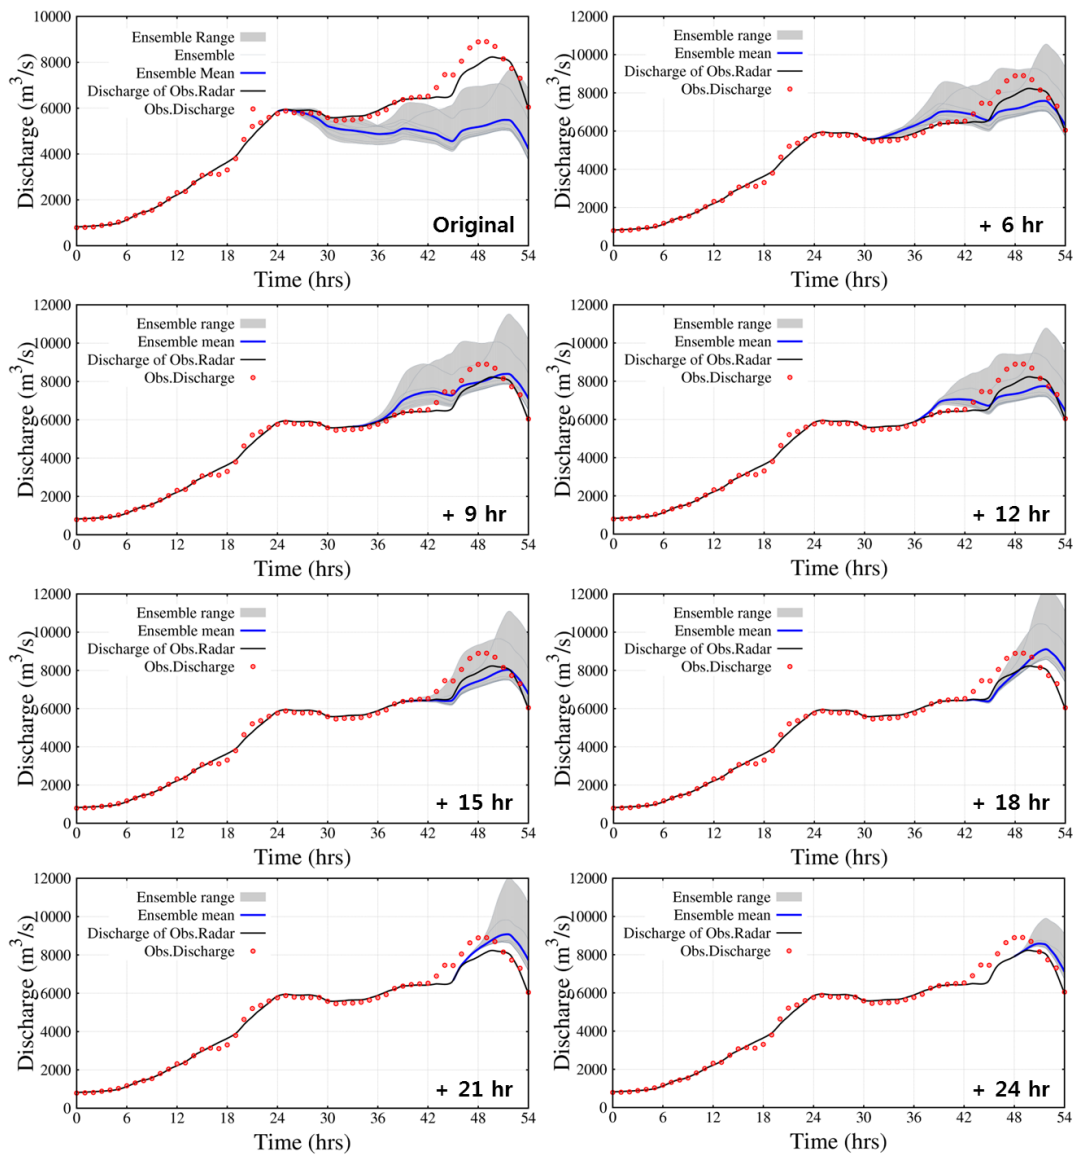 10000
8000
6000
4000
2000
0
Discharge (m3/s)
Ensemble Range
Ensemble
Ensemble Mean
Discharge of Obs.Radar
Obs.Discharge
Original
0 6 12 18 24 30 36 42 48 54
Time (hrs)
12000
10000
8000
6000
4000
2000
0
Discharge (m3/s)
Ensemble range
Ensemble mean
Discharge of Obs.Radar
Obs.Discharge
+ 6 hr
0 6 12 18 24 30 36 42 48 54
Time (hrs)
12000
10000
8000
6000
4000
2000
0
Discharge (m3/s)
Ensemble range
Ensemble mean
Discharge of Obs.Radar
Obs.Discharge
+ 9 hr
0 6 12 18 24 30 36 42 48 54
Time (hrs)
12000
10000
8000
6000
4000
2000
0
Discharge (m3/s)
Ensemble range
Ensemble mean
Discharge of Obs.Radar
Obs.Discharge
+ 12 hr
0 6 12 18 24 30 36 42 48 54
Time (hrs)
12000
10000
8000
6000
4000
2000
0
Discharge (m3/s)
Ensemble range
Ensemble mean
Discharge of Obs.Radar
Obs.Discharge
+ 15 hr
0 6 12 18 24 30 36 42 48 54
Time (hrs)
12000
10000
8000
6000
4000
2000
0
Discharge (m3/s)
Ensemble range
Ensemble mean
Discharge of Obs.Radar
Obs.Discharge
+ 18 hr
0 6 12 18 24 30 36 42 48 54
Time (hrs)
12000
10000
8000
6000
4000
2000
0
Discharge (m3/s)
Ensemble range
Ensemble mean
Discharge of Obs.Radar
Obs.Discharge
+ 21 hr
0 6 12 18 24 30 36 42 48 54
Time (hrs)
12000
10000
8000
6000
4000
2000
0
Discharge (m3/s)
Ensemble range
Ensemble mean
Discharge of Obs.Radar
Obs.Discharge
+ 24 hr
0 6 12 18 24 30 36 42 48 54
Time (hrs)